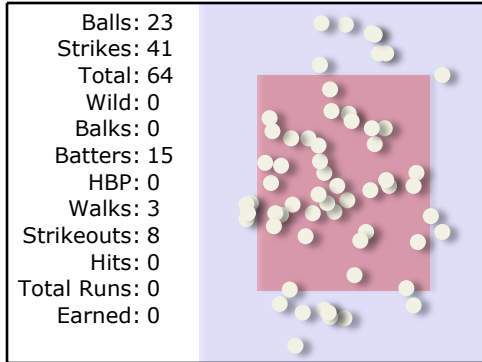 Balls: 23
Strikes: 41
Total: 64
Wild: 0
Balks: 0
Batters: 15
HBP: 0
Walks: 3
Strikeouts: 8
Hits: 0
Total Runs: 0
Earned: 0